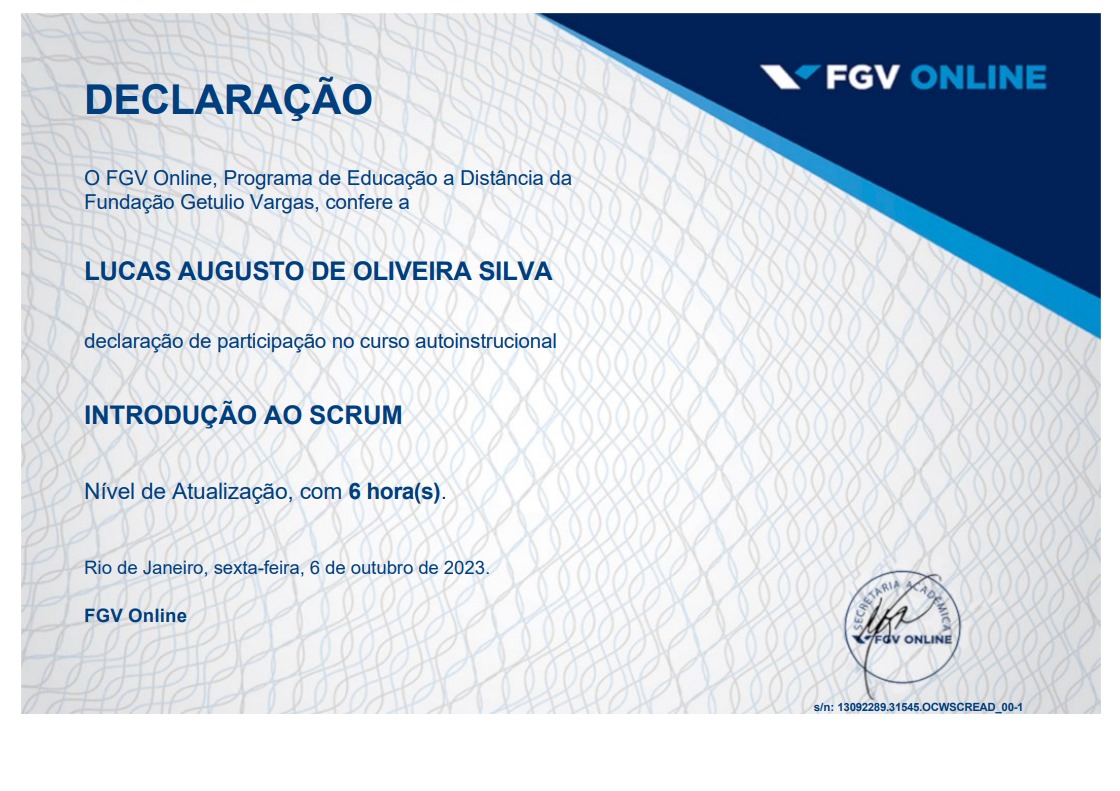 FGV ONLINE
DECLARAÇÃO
O FGV Online, Programa de Educação a Distância da
Fundação Getulio Vargas, confere a
LUCAS AUGUSTO DE OLIVEIRA SILVA
declaração de participação no curso autoinstrucional
INTRODUÇÃO AO SCRUM
Nível de Atualização, com 6 hora(s).
Rio de Janeiro, sexta-feira, 6 de outubro de 2023.
FGV Online
SECRETARIA ACADÊMICA
FGV ONLINE
s/n: 13092289.31545.OCWSCREAD_00-1